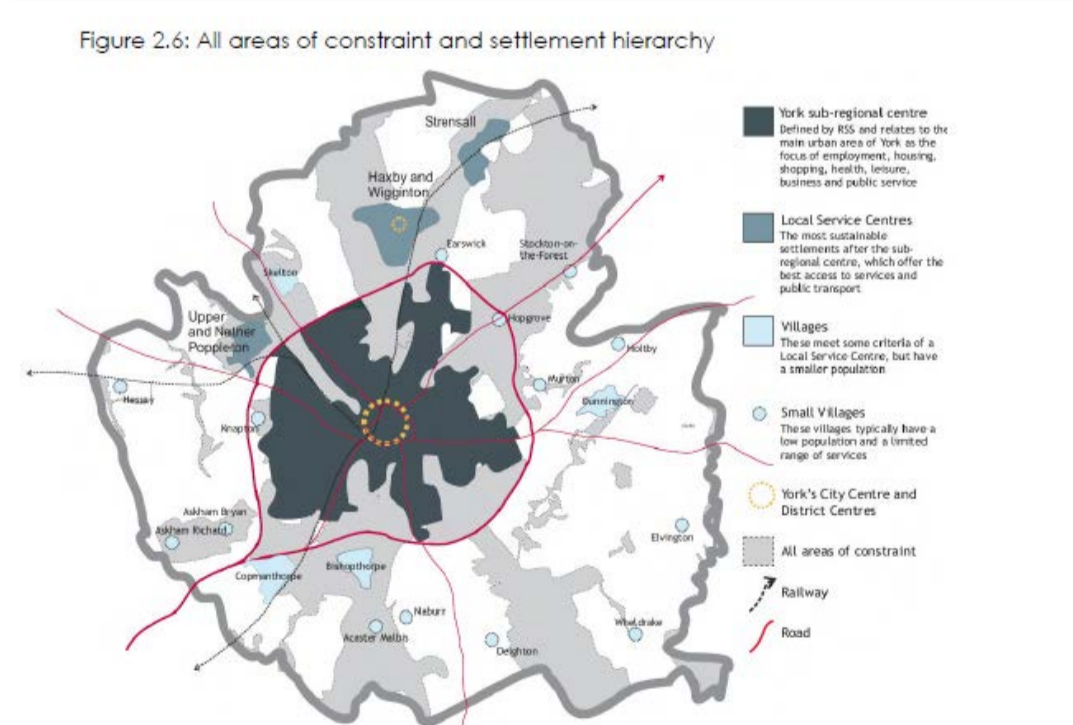 Figure 2.6: All areas of constraint and settlement hierarchy
Strensall
Haxby and
Wigginton
Earswick
Stockton-on-
the-Forest
Skelton
Hopgrove
Upper
and Nether
Poppleton
Holtby
Murton
Dunnington
Hessay
Knapton
Askham Bryan
Askham Richard
Elvington
Copmanthorpe
Bishopthorpe
Naburn
Acaster Malbis
Wheldrake
Deighton
York sub-regional centre
Defined by RSS and relates to the
main urban area of York as the
focus of employment, housing,
shopping, health, leisure,
business and public service
Local Service Centres
The most sustainable
settlements after the sub-
regional centre, which offer the
best access to services and
public transport
Villages
These meet some criteria of a
Local Service Centre, but have
a smaller population
Small Villages
These villages typically have a
low population and a limited
range of services
York's City Centre and
District Centres
All areas of constraint
Railway
Road